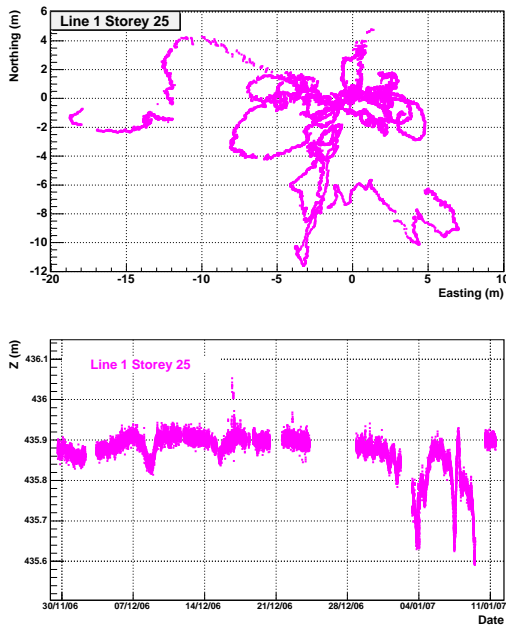 Line 1 Storey 25
Northing (m)
6
4
2
0
-2
-4
-6
-8
-10
-12
-20 -15 -10 -5 0 5 10
Easting (m)
Z (m)
Line 1 Storey 25
436.1
436
435.9
435.8
435.7
435.6
30/11/06 07/12/06 14/12/06 21/12/06 28/12/06 04/01/07 11/01/07
Date